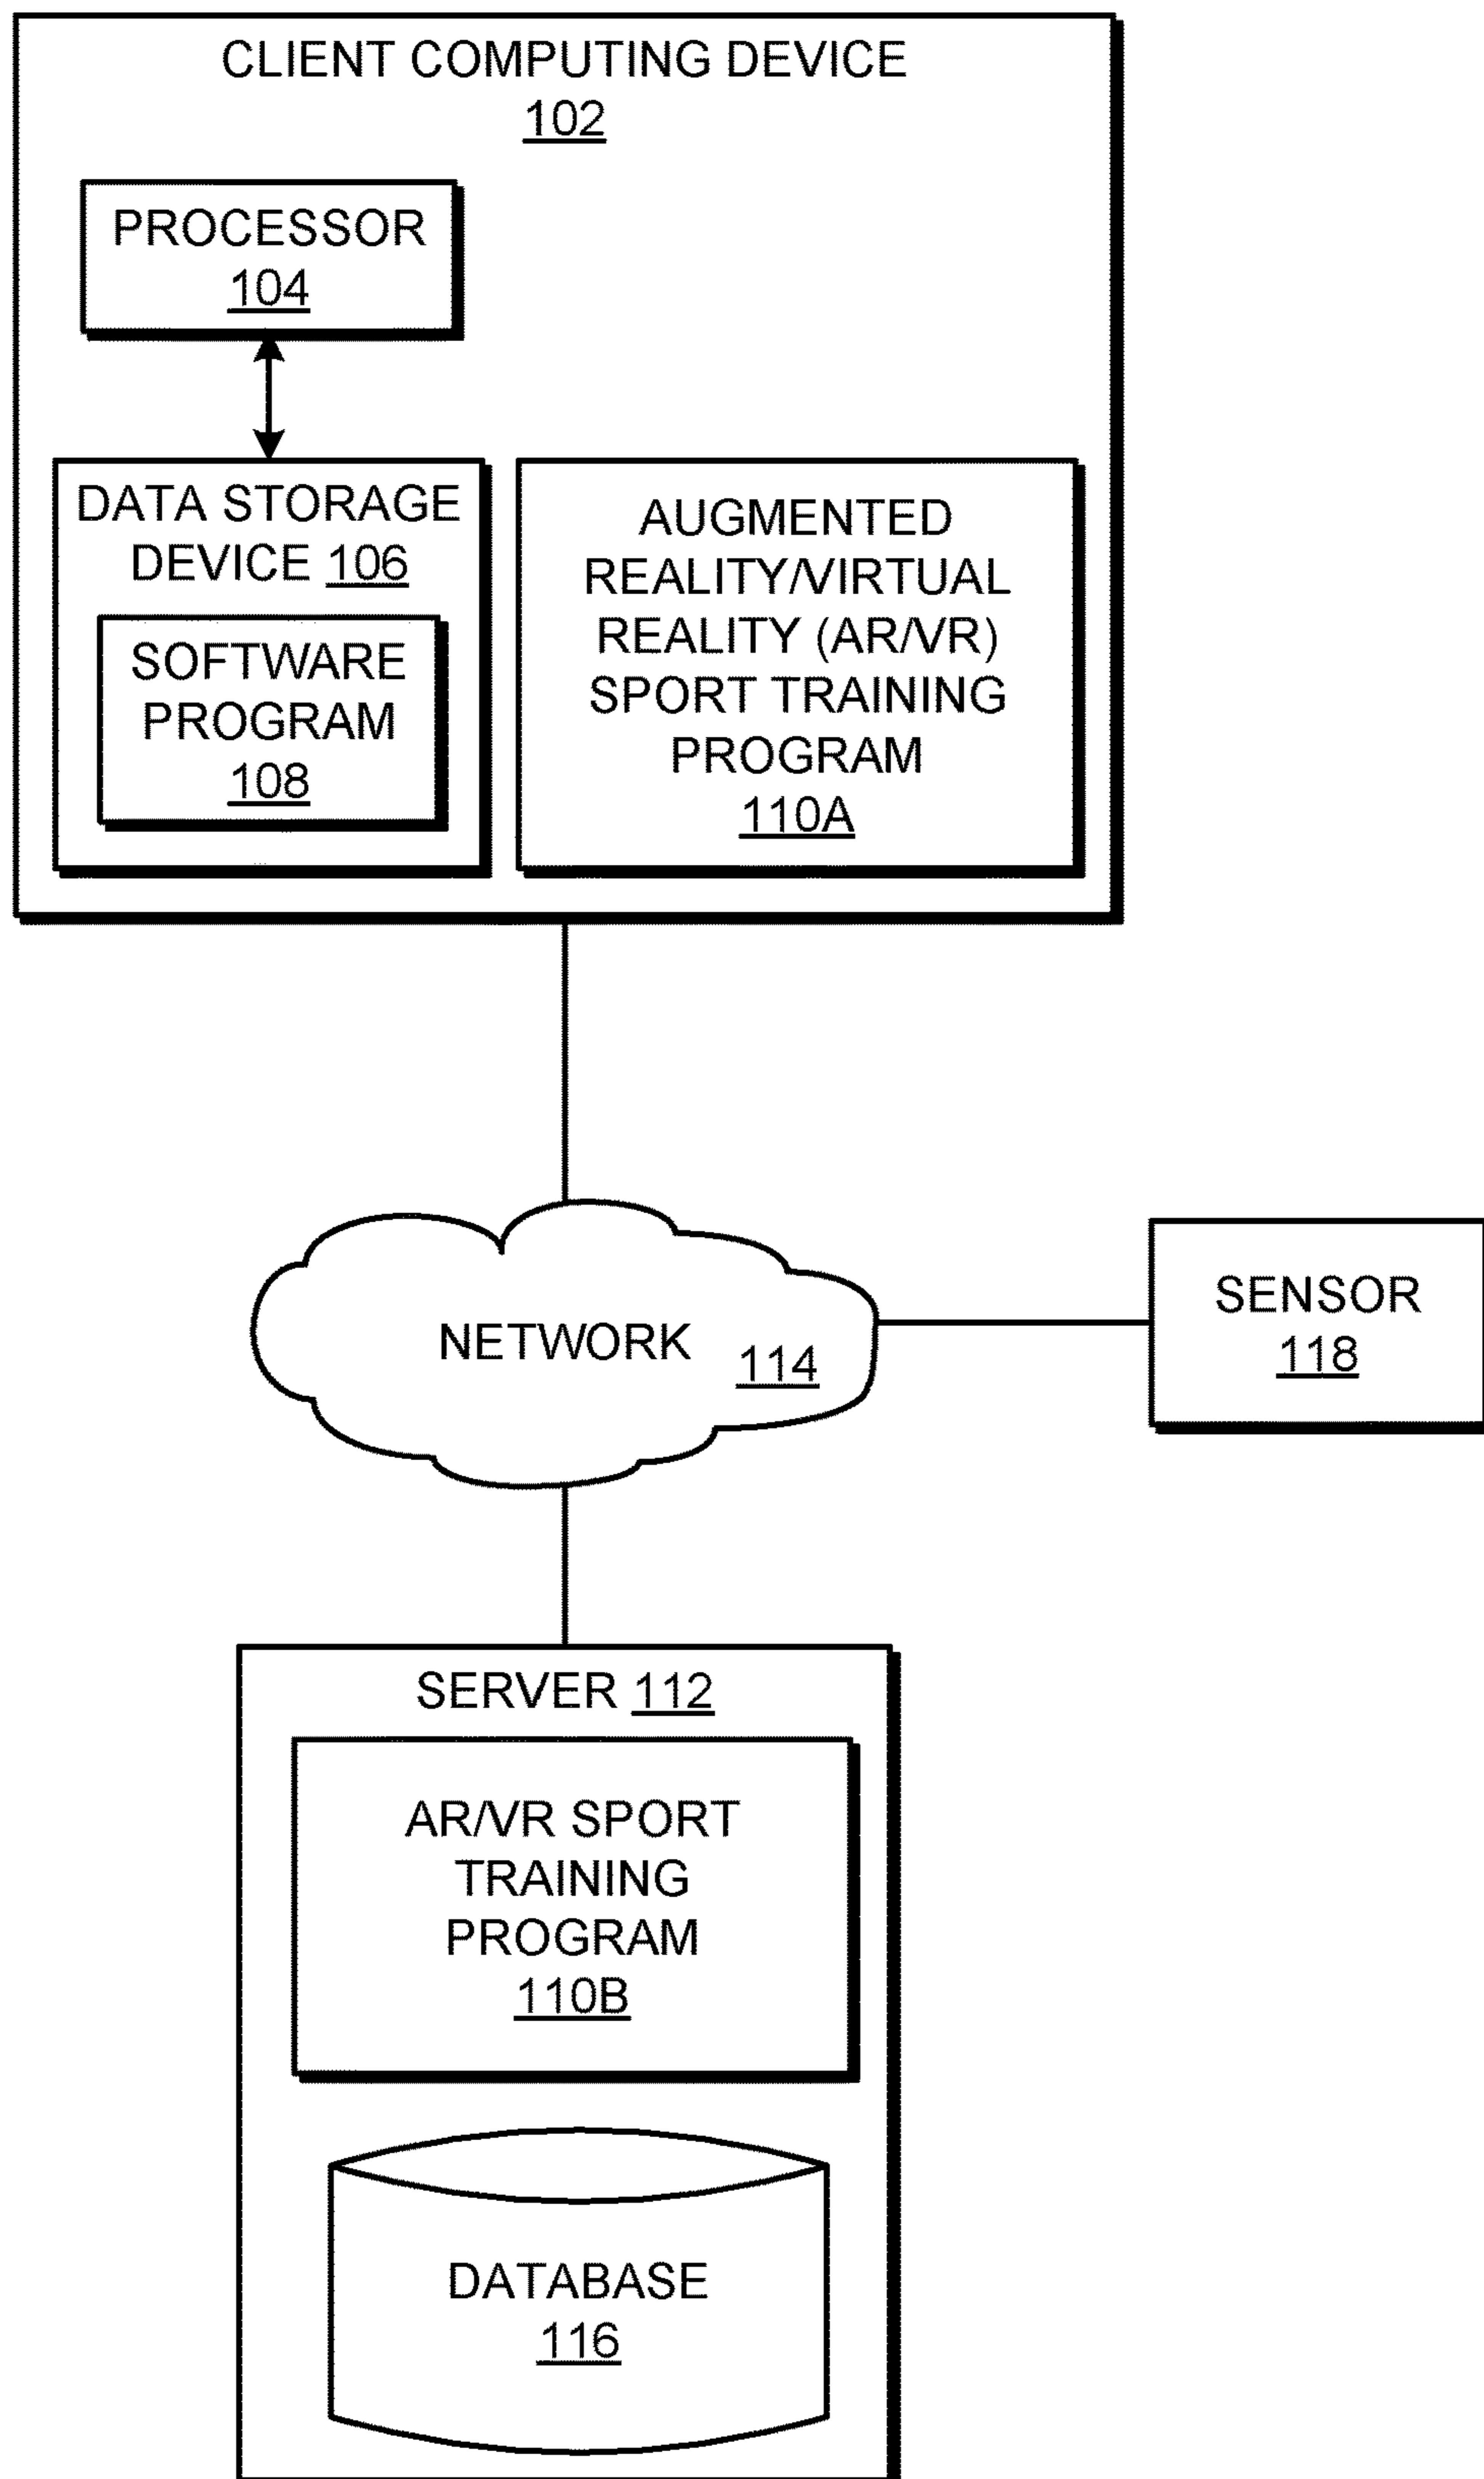 CLIENT COMPUTING DEVICE
102
PROCESSOR
104
DATA STORAGE
DEVICE 106
SOFTWARE
PROGRAM
108
AUGMENTED
REALITY/VIRTUAL
REALITY (AR/VR)
SPORT TRAINING
PROGRAM
110A
NETWORK 114
SENSOR
118
SERVER 112
AR/VR SPORT
TRAINING
PROGRAM
110B
DATABASE
116